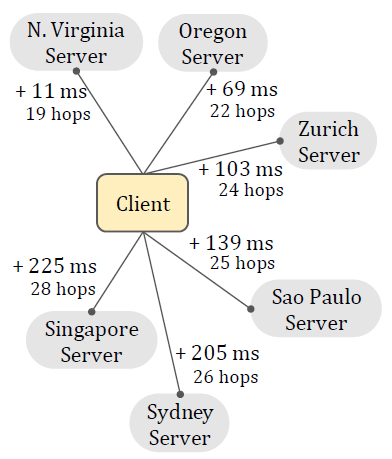 N. Virginia
Server
Oregon
Server
+ 11 ms
19 hops
+ 69 ms
22 hops
Zurich
Server
+ 103 ms
24 hops
Client
+ 139 ms
25 hops
+ 225 ms
28 hops
Sao Paulo
Server
Singapore
Server
+ 205 ms
26 hops
Sydney
Server